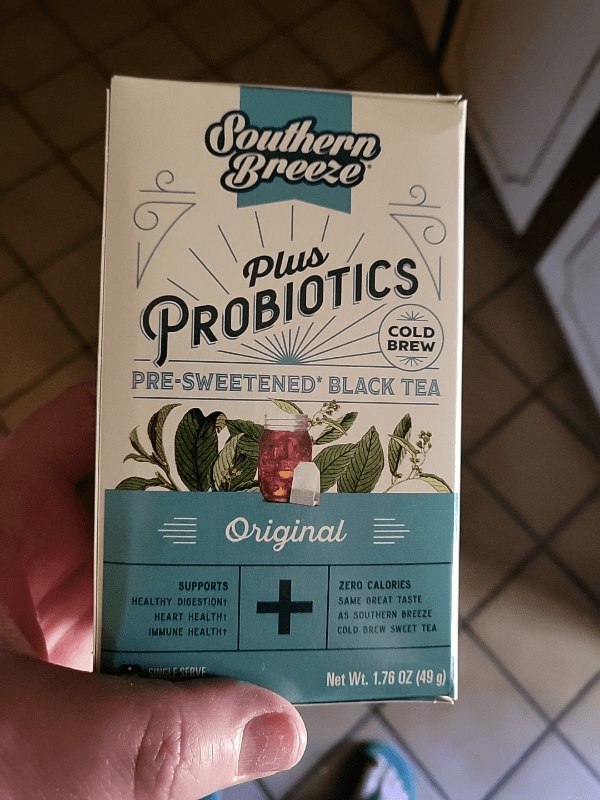 Southern
Breeze®
Plus
PROBIOTICS
COLD
BREW
PRE-SWEETENED* BLACK TEA
Original
SUPPORTS
HEALTHY DIGESTION†
HEART HEALTH†
IMMUNE HEALTH†
+
ZERO CALORIES
SAME GREAT TASTE
AS SOUTHERN BREEZE
COLD BREW SWEET TEA
SINGLE SERVE
Net Wt. 1.76 OZ (49 g)